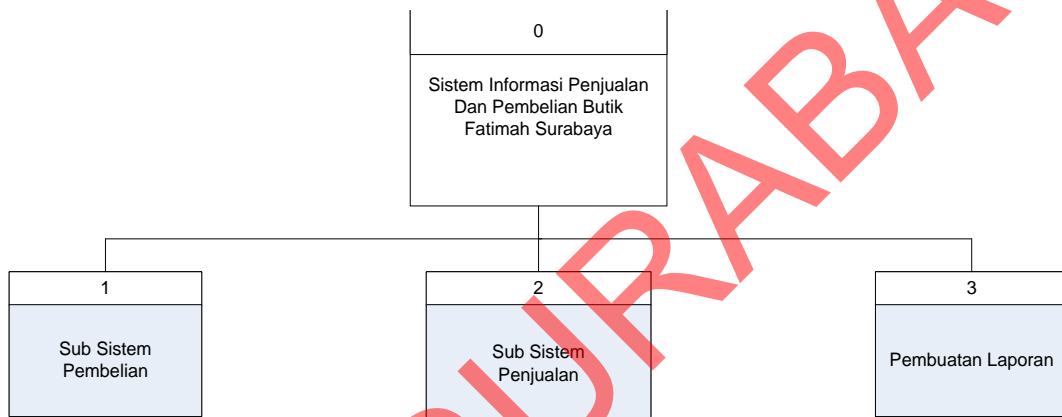 0
Sistem Informasi Penjualan
Dan Pembelian Butik
Fatimah Surabaya
1
Sub Sistem
Pembelian
2
Sub Sistem
Penjualan
3
Pembuatan Laporan
URABA